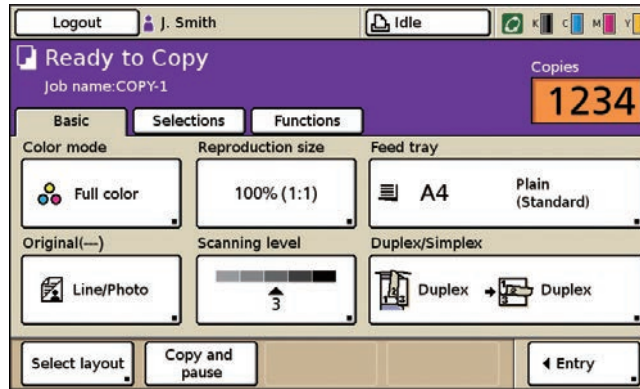 Logout
J. Smith
Idle
K C M Y
Ready to Copy
Job name:COPY-1
Copies
1234
Basic
Selections
Functions
Color mode
Reproduction size
Feed tray
Full color
100% (1:1)
A4
Plain
(Standard)
Original(---)
Scanning level
Duplex/Simplex
Line/Photo
3
Duplex
Duplex
Select layout
Copy and
pause
Entry